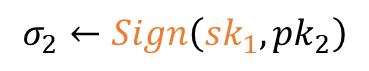 σ₂ ← Sign(sk₁,pk₂)